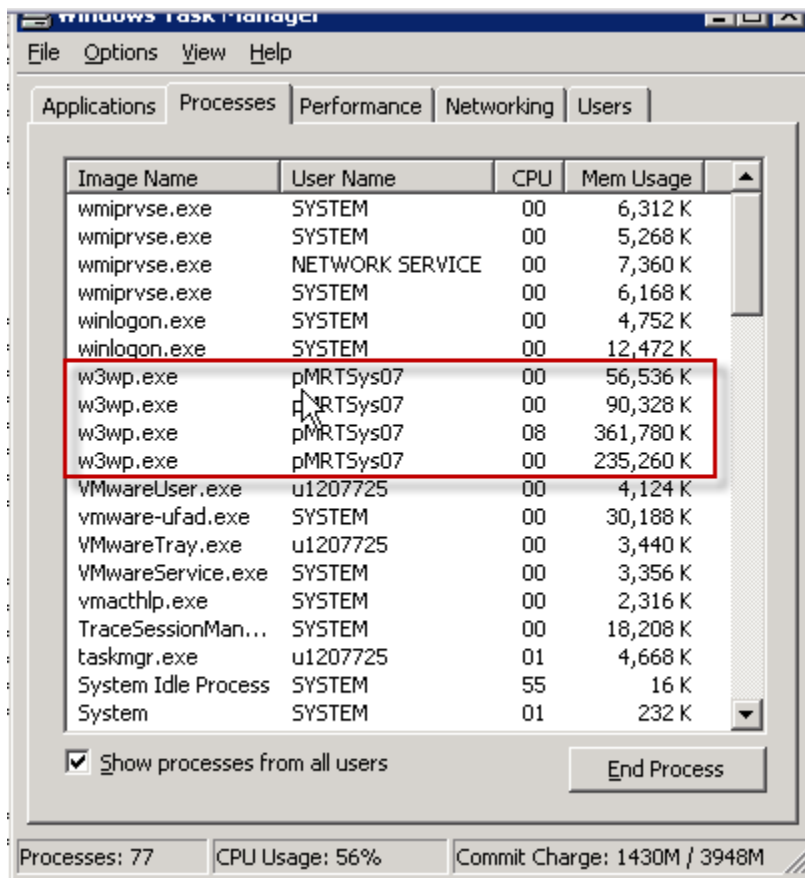 Windows Task Manager
File Options View Help
Applications Processes Performance Networking Users
Image Name User Name CPU Mem Usage
wmiprvse.exe SYSTEM 00 6,312 K
wmiprvse.exe SYSTEM 00 5,268 K
wmiprvse.exe NETWORK SERVICE 00 7,360 K
wmiprvse.exe SYSTEM 00 6,168 K
winlogon.exe SYSTEM 00 4,752 K
winlogon.exe SYSTEM 00 12,472 K
w3wp.exe pMRTSys07 00 56,536 K
w3wp.exe pMRTSys07 00 90,328 K
w3wp.exe pMRTSys07 08 361,780 K
w3wp.exe pMRTSys07 00 235,260 K
VMwareUser.exe u1207725 00 4,124 K
vmware-ufad.exe SYSTEM 00 30,188 K
VMwareTray.exe u1207725 00 3,440 K
VMwareService.exe SYSTEM 00 3,356 K
vmacthlp.exe SYSTEM 00 2,316 K
TraceSessionMan... SYSTEM 00 18,208 K
taskmgr.exe u1207725 01 4,668 K
System Idle Process SYSTEM 55 16 K
System SYSTEM 01 232 K
Show processes from all users
End Process
Processes: 77 CPU Usage: 56% Commit Charge: 1430M / 3948M